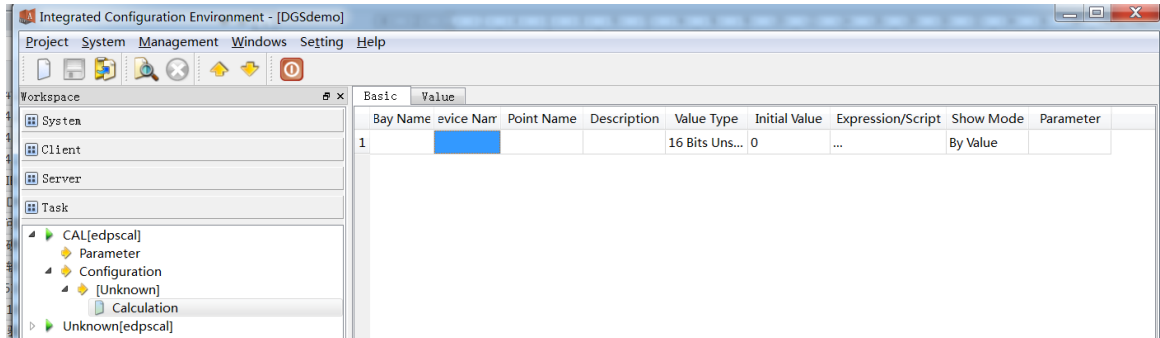 Integrated Configuration Environment - [DGSdemo]
Project System Management Windows Setting Help
Workspace
Basic Value
System
Bay Name evice Nam Point Name Description Value Type Initial Value Expression/Script Show Mode Parameter
1 16 Bits Uns... 0 ... By Value
Client
Server
Task
CAL[edpscal]
Parameter
Configuration
[Unknown]
Calculation
Unknown[edpscal]